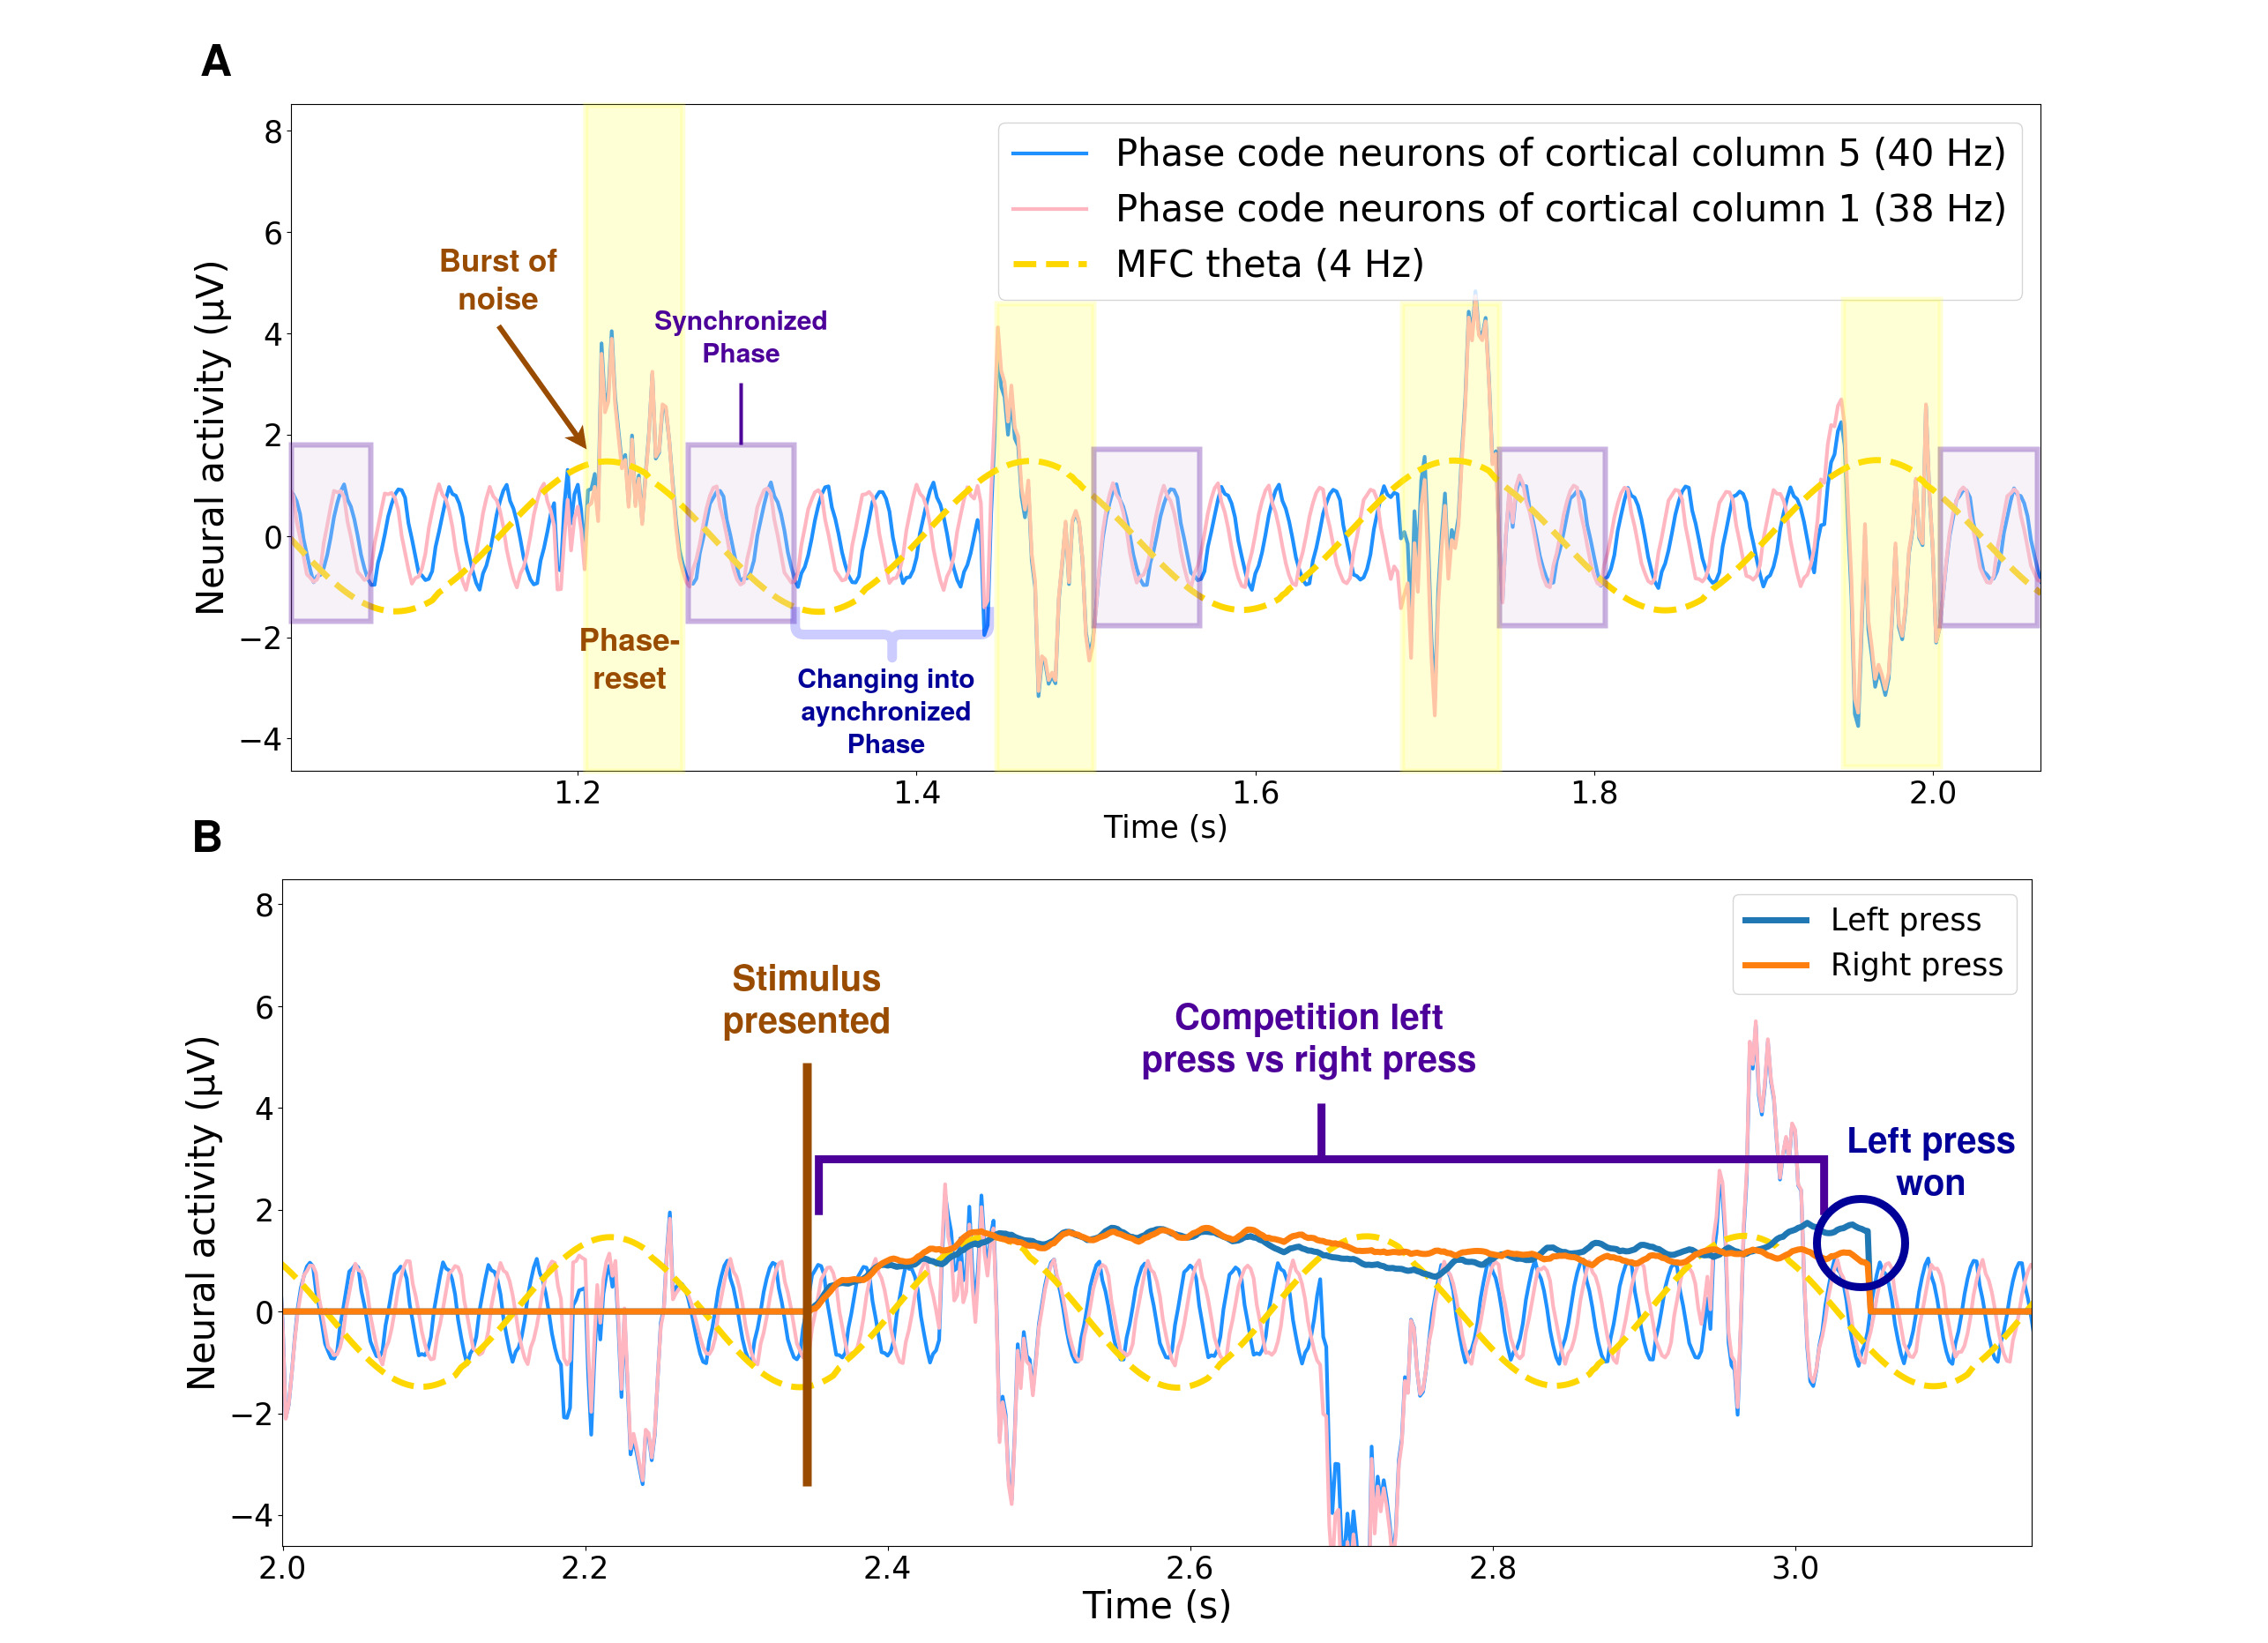 A
Phase code neurons of cortical column 5 (40 Hz)
Phase code neurons of cortical column 1 (38 Hz)
MFC theta (4 Hz)
Burst of
noise
Synchronized
Phase
Phase-
reset
Changing into
aynchronized
Phase
8
6
4
2
0
−2
−4
Neural activity (µV)
1.2
1.4
1.6
1.8
2.0
Time (s)
B
Left press
Right press
Stimulus
presented
Competition left
press vs right press
Left press
won
8
6
4
2
0
−2
−4
Neural activity (µV)
2.0
2.2
2.4
2.6
2.8
3.0
Time (s)